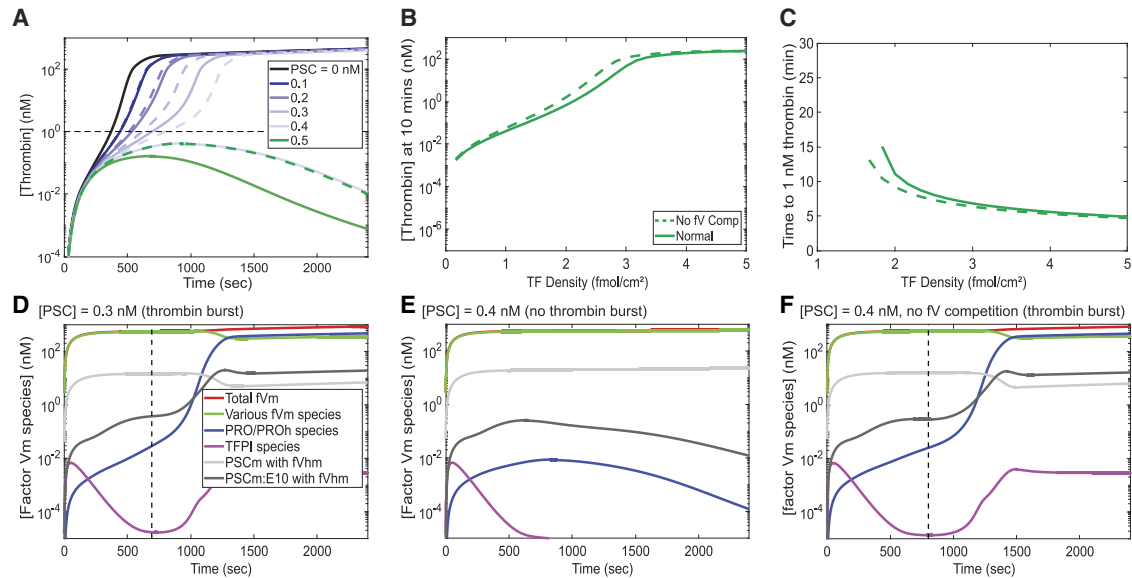 A
[Thrombin] (nM)
10²
10⁰
10⁻²
10⁻⁴
PSC = 0 nM
0.1
0.2
0.3
0.4
0.5
0 500 1000 1500 2000
Time (sec)
B
[Thrombin] at 10 mins (nM)
10²
10⁰
10⁻²
10⁻⁴
10⁻⁶
No fV Comp
Normal
0 1 2 3 4 5
TF Density (fmol/cm²)
C
Time to 1 nM thrombin (min)
30
25
20
15
10
5
0
1 2 3 4 5
TF Density (fmol/cm²)
D
[PSC] = 0.3 nM (thrombin burst)
[Factor Vm species] (nM)
10²
10⁰
10⁻²
10⁻⁴
Total fVm
Various fVm species
PRO/PROh species
TFPI species
PSCm with fVhm
PSCm:E10 with fVhm
0 500 1000 1500 2000
Time (sec)
E
[PSC] = 0.4 nM (no thrombin burst)
[Factor Vm species] (nM)
10²
10⁰
10⁻²
10⁻⁴
0 500 1000 1500 2000
Time (sec)
F
[PSC] = 0.4 nM, no fV competition (thrombin burst)
[factor Vm species] (nM)
10²
10⁰
10⁻²
10⁻⁴
0 500 1000 1500 2000
Time (sec)